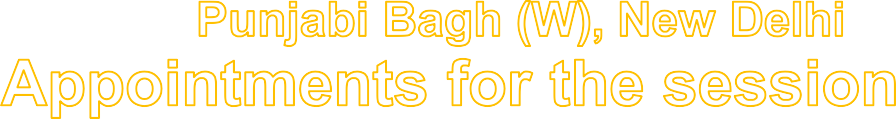 Punjabi Bagh (W), New Delhi
Appointments for the session